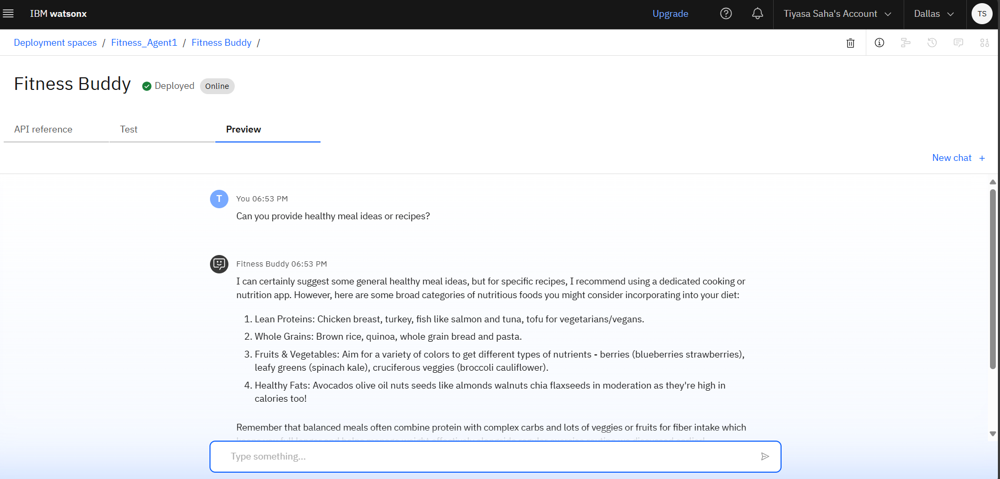 IBM watsonx
Upgrade
Tiyasa Saha's Account
Dallas
TS
Deployment spaces / Fitness_Agent1 / Fitness Buddy /
Fitness Buddy
Deployed
Online
API reference
Test
Preview
New chat +
T
You 06:53 PM
Can you provide healthy meal ideas or recipes?
Fitness Buddy 06:53 PM
I can certainly suggest some general healthy meal ideas, but for specific recipes, I recommend using a dedicated cooking or
nutrition app. However, here are some broad categories of nutritious foods you might consider incorporating into your diet:
1. Lean Proteins: Chicken breast, turkey, fish like salmon and tuna, tofu for vegetarians/vegans.
2. Whole Grains: Brown rice, quinoa, whole grain bread and pasta.
3. Fruits & Vegetables: Aim for a variety of colors to get different types of nutrients - berries (blueberries strawberries),
leafy greens (spinach kale), cruciferous veggies (broccoli cauliflower).
4. Healthy Fats: Avocados olive oil nuts seeds like almonds walnuts chia flaxseeds in moderation as they're high in
calories too!
Remember that balanced meals often combine protein with complex carbs and lots of veggies or fruits for fiber intake which
Type something...